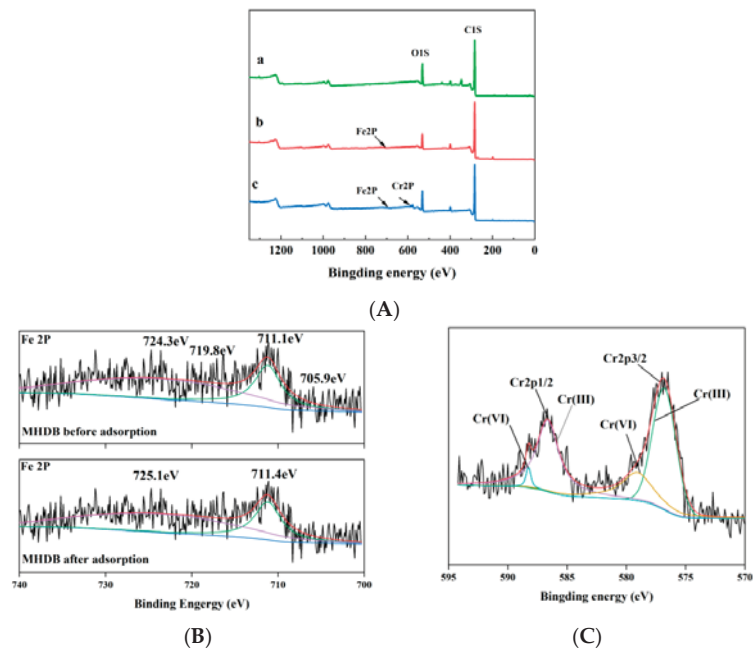 C1S
O1S
a
b
Fe2P
c
Fe2P
Cr2P
1200 1000 800 600 400 200 0
Bingding energy (eV)
(A)
Fe 2P
724.3eV
719.8eV
711.1eV
705.9eV
MHDB before adsorption
Fe 2P
725.1eV
711.4eV
MHDB after adsorption
740 730 720 710 700
Binding Engergy (eV)
(B)
Cr2p3/2
Cr2p1/2
Cr(III)
Cr(III)
Cr(VI)
Cr(VI)
595 590 585 580 575 570
Bingding energy (eV)
(C)